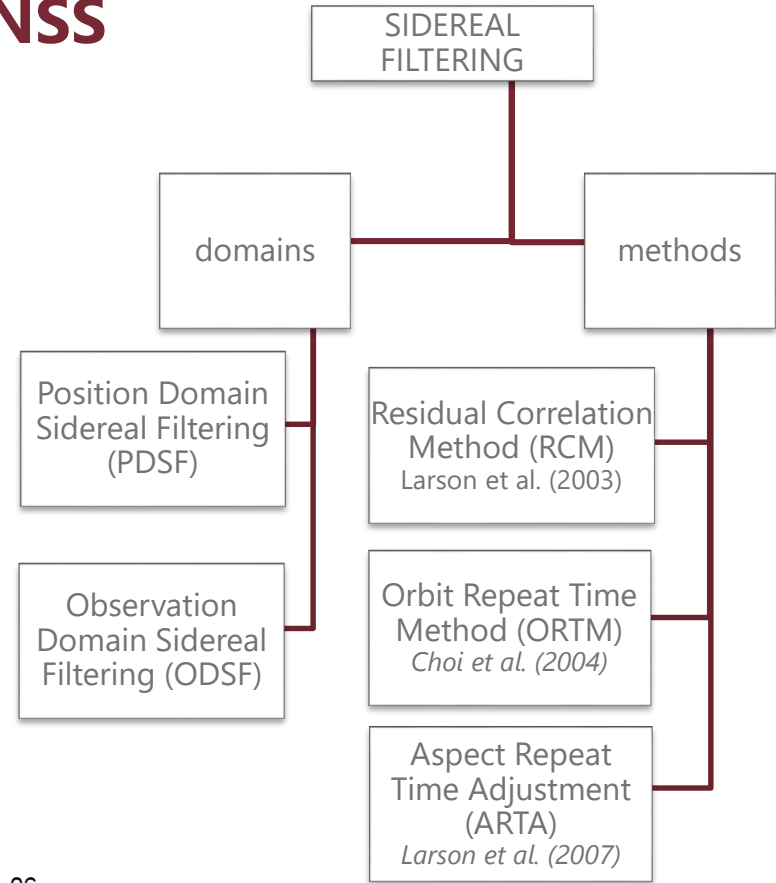 NSS
SIDEREAL
FILTERING
domains
methods
Position Domain
Sidereal Filtering
(PDSF)
Observation
Domain Sidereal
Filtering (ODSF)
Residual Correlation
Method (RCM)
Larson et al. (2003)
Orbit Repeat Time
Method (ORTM)
Choi et al. (2004)
Aspect Repeat
Time Adjustment
(ARTA)
Larson et al. (2007)